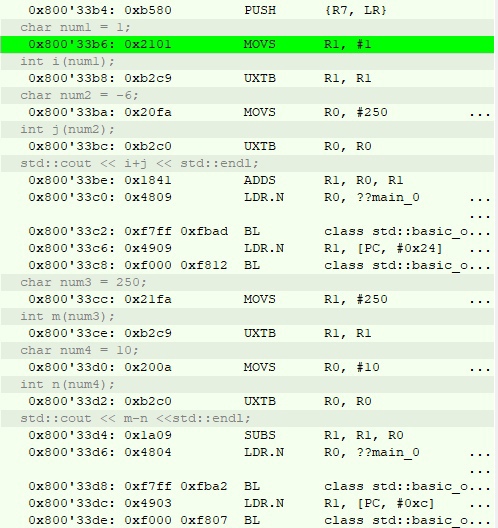 0x800'33b4: 0xb580 PUSH {R7, LR}
char num1 = 1;
0x800'33b6: 0x2101 MOVS R1, #1
int i(num1);
0x800'33b8: 0xb2c9 UXTB R1, R1
char num2 = -6;
0x800'33ba: 0x20fa MOVS R0, #250 ...
int j(num2);
0x800'33bc: 0xb2c0 UXTB R0, R0
std::cout << i+j << std::endl;
0x800'33be: 0x1841 ADDS R1, R0, R1
0x800'33c0: 0x4809 LDR.N R0, ??main_0 ...
...
0x800'33c2: 0xf7ff 0xfbad BL class std::basic_o...
0x800'33c6: 0x4909 LDR.N R1, [PC, #0x24] ...
0x800'33c8: 0xf000 0xf812 BL class std::basic_o...
char num3 = 250;
0x800'33cc: 0x21fa MOVS R1, #250 ...
int m(num3);
0x800'33ce: 0xb2c9 UXTB R1, R1
char num4 = 10;
0x800'33d0: 0x200a MOVS R0, #10 ...
int n(num4);
0x800'33d2: 0xb2c0 UXTB R0, R0
std::cout << m-n <<std::endl;
0x800'33d4: 0x1a09 SUBS R1, R1, R0
0x800'33d6: 0x4804 LDR.N R0, ??main_0 ...
...
0x800'33d8: 0xf7ff 0xfba2 BL class std::basic_o...
0x800'33dc: 0x4903 LDR.N R1, [PC, #0xc] ...
0x800'33de: 0xf000 0xf807 BL class std::basic_o...